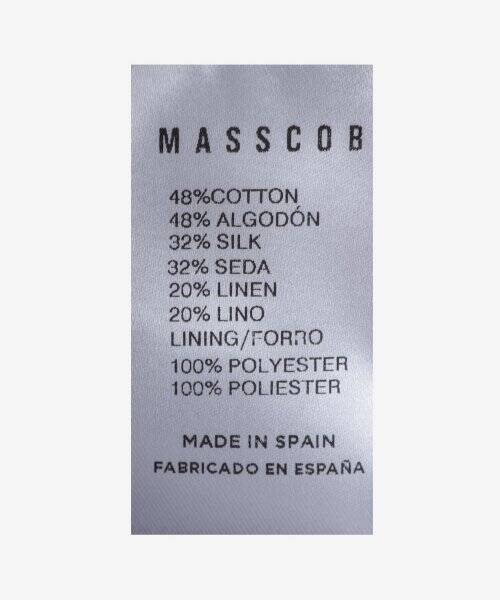 MASSCOB
48%COTTON
48% ALGODÓN
32% SILK
32% SEDA
20% LINEN
20% LINO
LINING/FORRO
100% POLYESTER
100% POLIESTER
MADE IN SPAIN
FABRICADO EN ESPAÑA